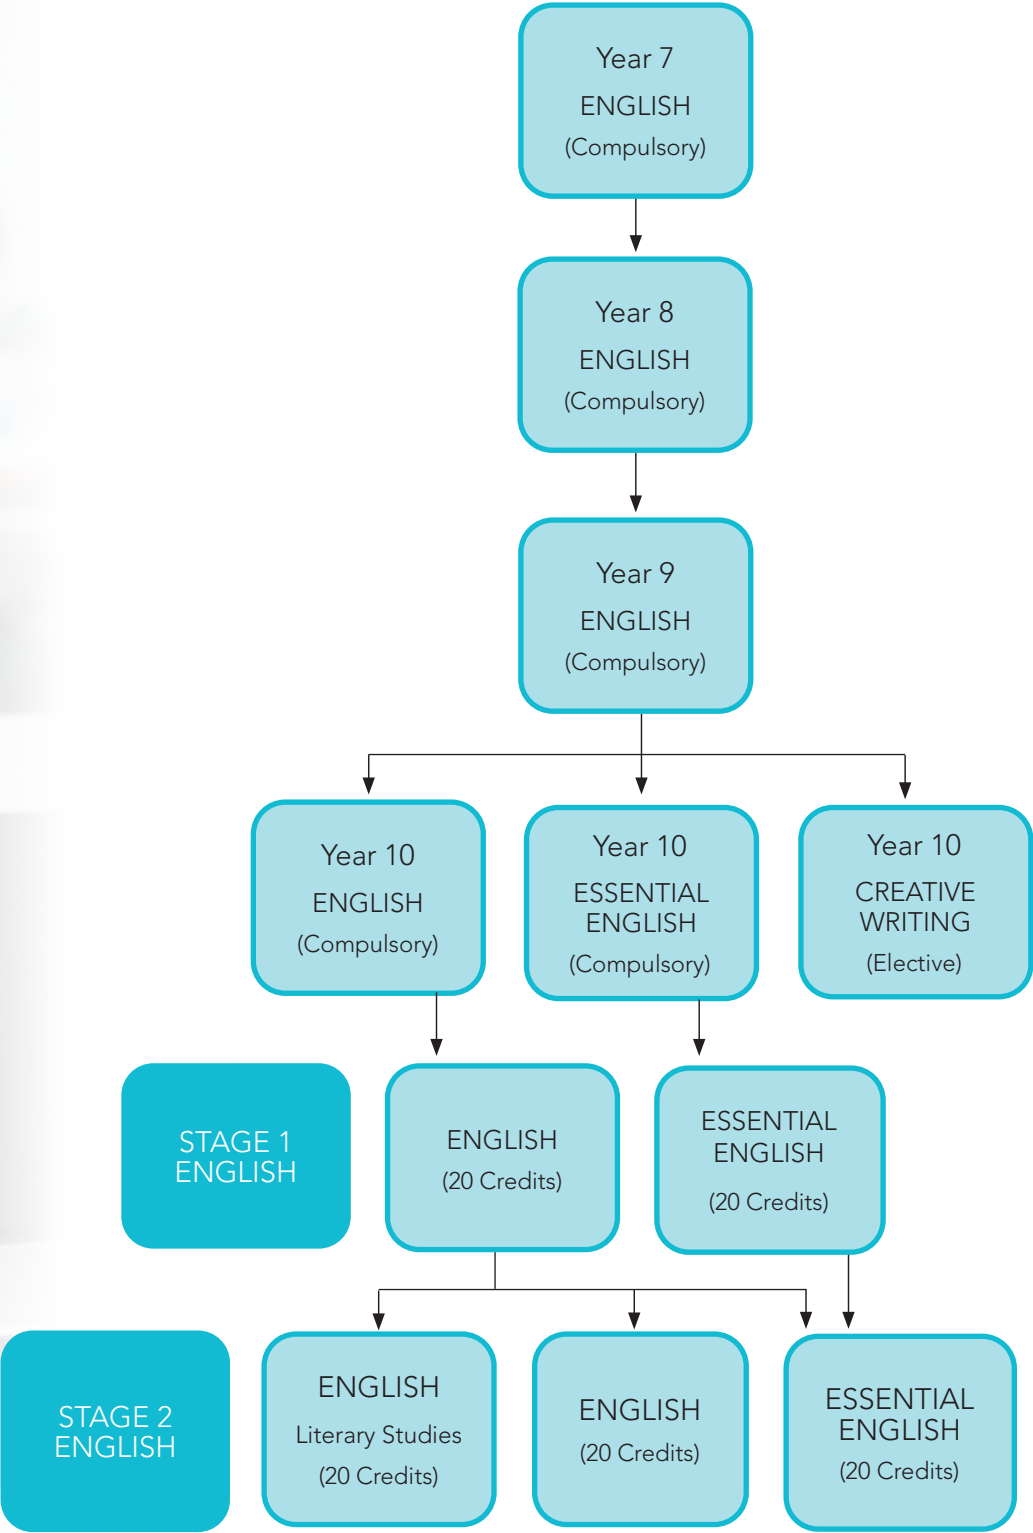 Year 7
ENGLISH
(Compulsory)
Year 8
ENGLISH
(Compulsory)
Year 9
ENGLISH
(Compulsory)
Year 10
ENGLISH
(Compulsory)
Year 10
ESSENTIAL
ENGLISH
(Compulsory)
Year 10
CREATIVE
WRITING
(Elective)
STAGE 1
ENGLISH
ENGLISH
(20 Credits)
ESSENTIAL
ENGLISH
(20 Credits)
STAGE 2
ENGLISH
ENGLISH
Literary Studies
(20 Credits)
ENGLISH
(20 Credits)
ESSENTIAL
ENGLISH
(20 Credits)